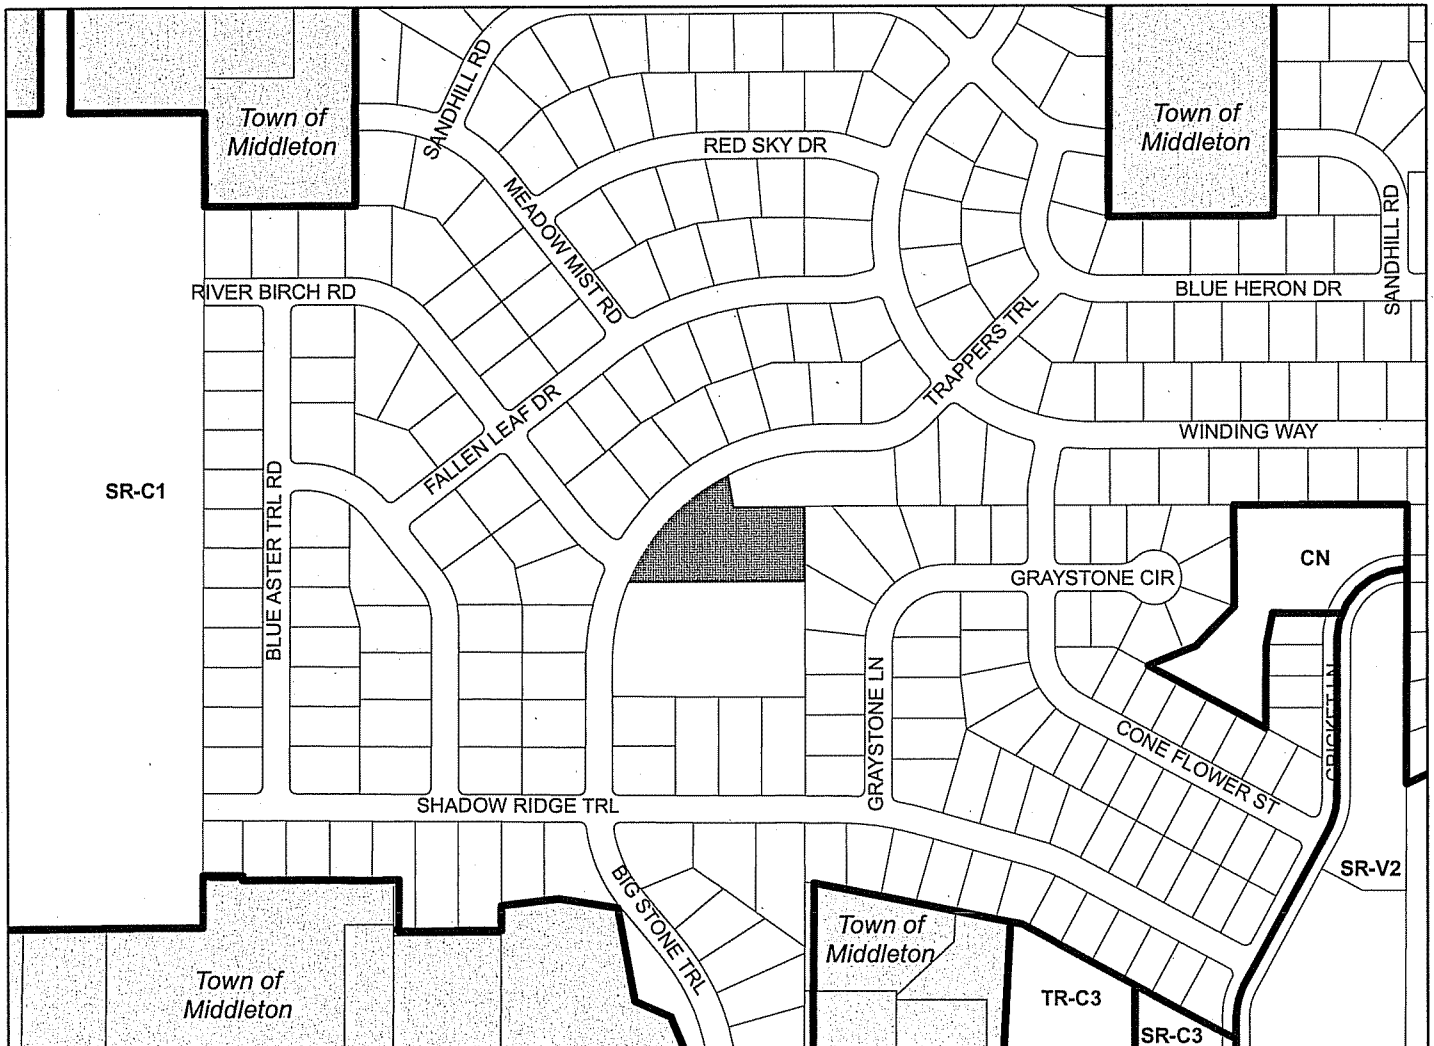 SANDHILL RD
Town of
Middleton
Town of
Middleton
RED SKY DR
MEADOW MIST RD
SANDHILL RD
RIVER BIRCH RD
BLUE HERON DR
TRAPPERS TRL
FALLEN LEAF DR
WINDING WAY
SR-C1
BLUE ASTER TRL RD
CN
GRAYSTONE CIR
GRAYSTONE LN
CRICKET LN
CONE FLOWER ST
SHADOW RIDGE TRL
SR-V2
BIG STONE TRL
Town of
Middleton
Town of
Middleton
TR-C3
SR-C3